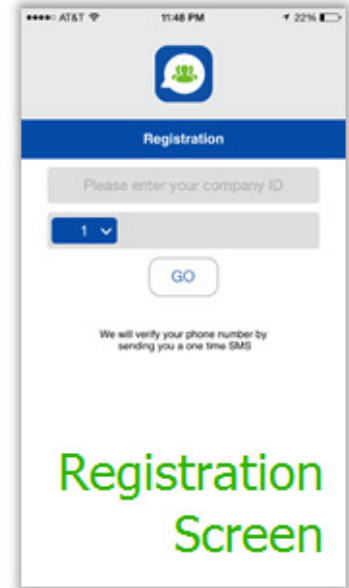 AT&T 11:48 PM 22%
Registration
Please enter your company ID
1
GO
We will verify your phone number by
sending you a one time SMS
Registration
Screen